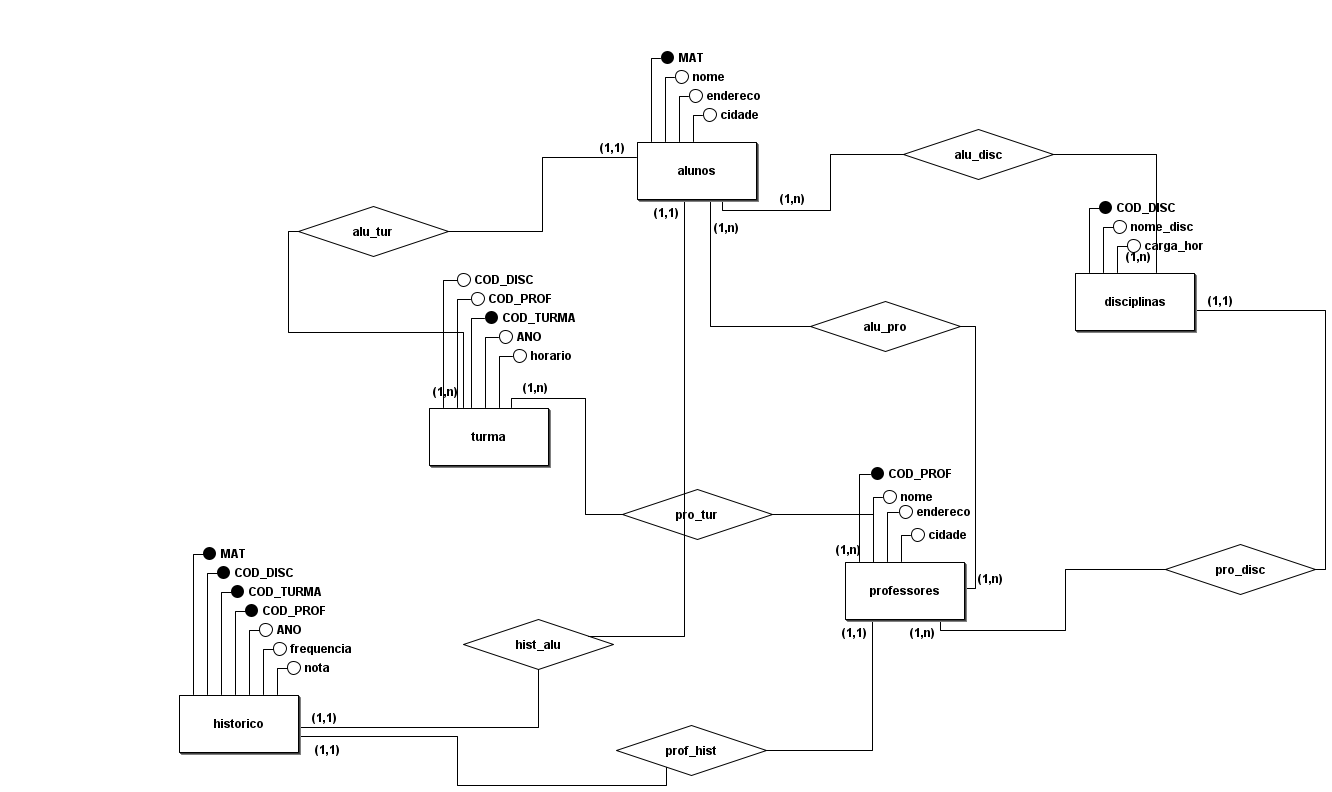 MAT
nome
endereco
cidade
(1,1)
alunos
alu_disc
(1,n)
(1,1)
(1,n)
COD_DISC
nome_disc
carga_hor
(1,n)
alu_tur
COD_DISC
COD_PROF
COD_TURMA
ANO
horario
disciplinas
(1,1)
alu_pro
(1,n)
(1,n)
turma
COD_PROF
nome
endereco
cidade
pro_tur
(1,n)
(1,n)
professores
pro_disc
MAT
COD_DISC
COD_TURMA
COD_PROF
ANO
frequencia
nota
(1,1)
(1,n)
hist_alu
historico
(1,1)
(1,1)
prof_hist